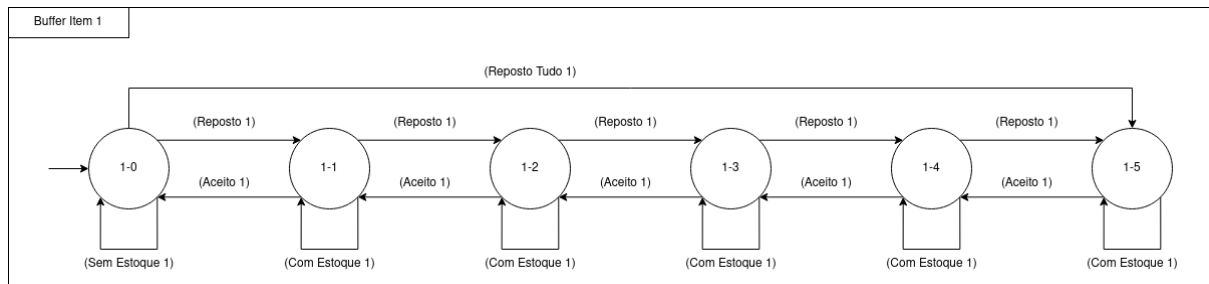 Buffer Item 1
(Reposto Tudo 1)
(Reposto 1) (Reposto 1) (Reposto 1) (Reposto 1) (Reposto 1)
1-0 1-1 1-2 1-3 1-4 1-5
(Aceito 1) (Aceito 1) (Aceito 1) (Aceito 1) (Aceito 1)
(Sem Estoque 1) (Com Estoque 1) (Com Estoque 1) (Com Estoque 1) (Com Estoque 1) (Com Estoque 1)